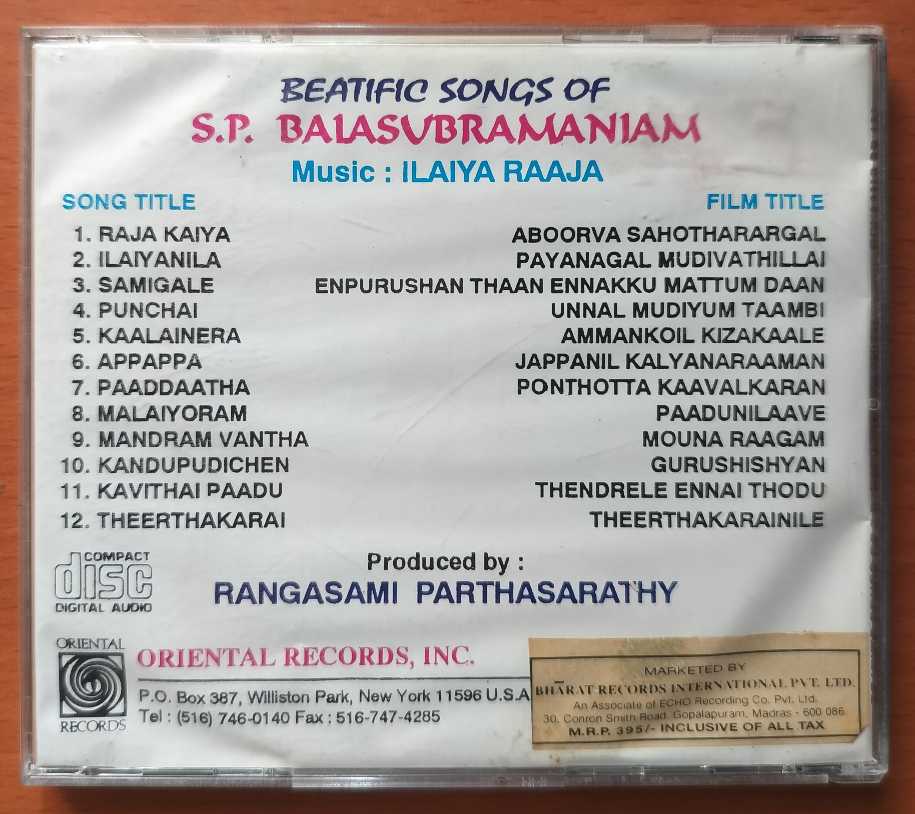 BEATIFIC SONGS OF
S.P. BALASUBRAMANIAM
Music : ILAIYA RAAJA
SONG TITLE FILM TITLE
1. RAJA KAIYA ABOORVA SAHOTHARARGAL
2. ILAIYANILA PAYANAGAL MUDIVATHILLAI
3. SAMIGALE ENPURUSHAN THAAN ENNAKKU MATTUM DAAN
4. PUNCHAI UNNAL MUDIYUM TAAMBI
5. KAALAINERA AMMANKOIL KIZAKAALE
6. APPAPPA JAPPANIL KALYANARAAMAN
7. PAADDAATHA PONTHOTTA KAAVALKARAN
8. MALAIYORAM PAADUNILAAVE
9. MANDRAM VANTHA MOUNA RAAGAM
10. KANDUPUDICHEN GURUSHISHYAN
11. KAVITHAI PAADU THENDRELE ENNAI THODU
12. THEERTHAKARAI THEERTHAKARAINILE
COMPACT
disc
DIGITAL AUDIO
Produced by :
RANGASAMI PARTHASARATHY
ORIENTAL
RECORDS
ORIENTAL RECORDS, INC.
P.O. Box 387, Williston Park, New York 11596 U.S.A
Tel : (516) 746-0140 Fax : 516-747-4285
MARKETED BY
BHĀRAT RECORDS INTERNATIONAL PVT. LTD.
An Associate of ECHO Recording Co. Pvt. Ltd.
30, Conron Smith Road, Gopalapuram, Madras - 600 086
M.R.P. 395/- INCLUSIVE OF ALL TAX